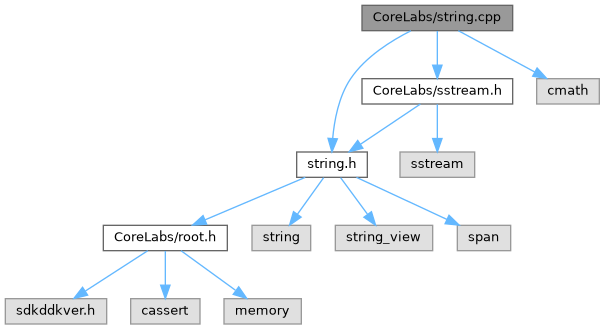 CoreLabs/string.cpp
CoreLabs/sstream.h
cmath
string.h
sstream
CoreLabs/root.h
string
string_view
span
sdkddkver.h
cassert
memory